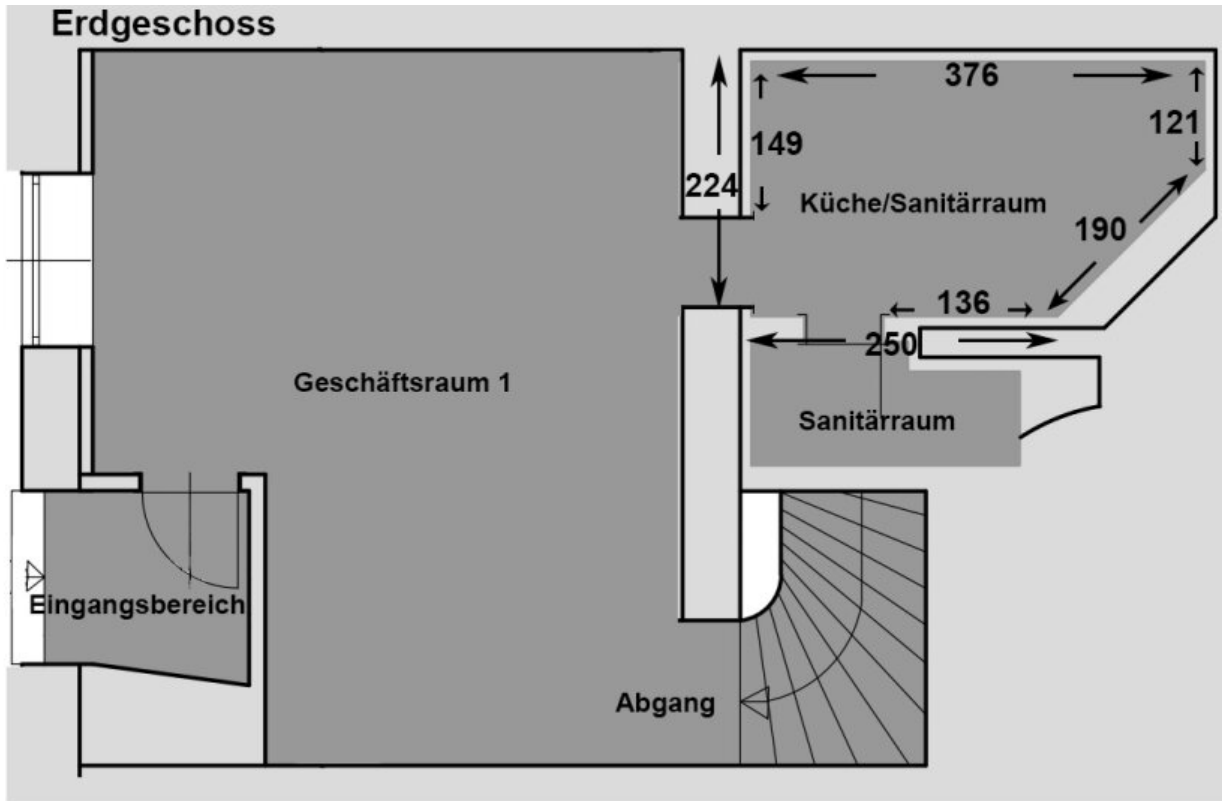 Erdgeschoss
376
121
149
224
Küche/Sanitärraum
190
136
250
Geschäftsraum 1
Sanitärraum
Eingangsbereich
Abgang